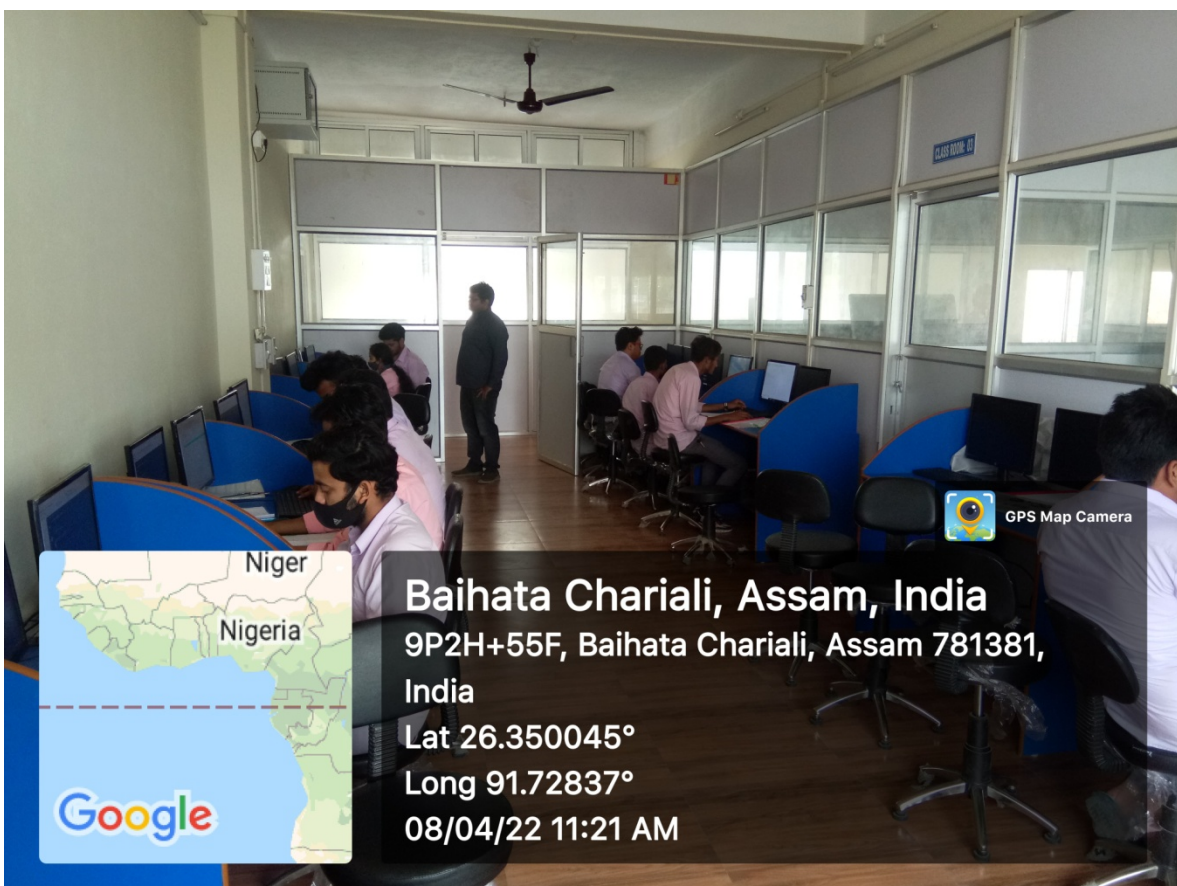 CLASS ROOM: 03
GPS Map Camera
Niger
Nigeria
Google
Baihata Chariali, Assam, India
9P2H+55F, Baihata Chariali, Assam 781381,
India
Lat 26.350045°
Long 91.72837°
08/04/22 11:21 AM